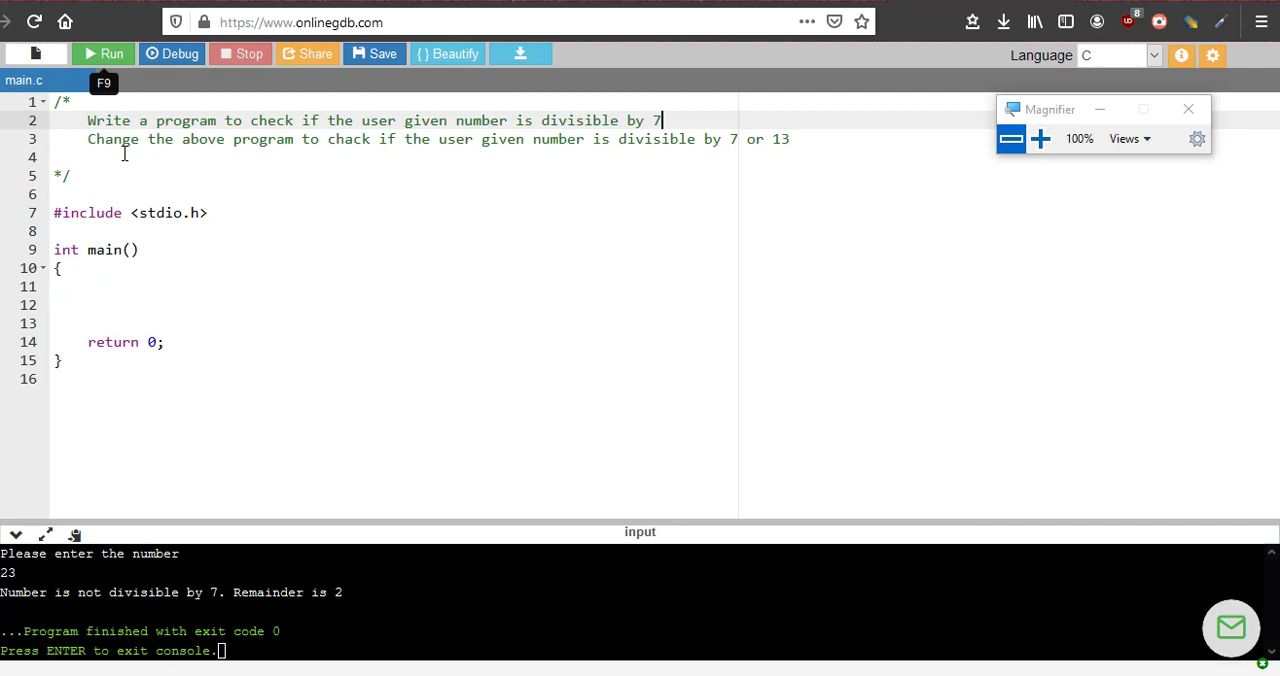 https://www.onlinegdb.com
8
Run
Debug
Stop
Share
Save
{ } Beautify
Language C
main.c
F9
Magnifier
100% Views
1 /*
2 Write a program to check if the user given number is divisible by 7
3 Change the above program to chack if the user given number is divisible by 7 or 13
4
5 */
6
7 #include <stdio.h>
8
9 int main()
10 {
11
12
13
14 return 0;
15 }
16
input
Please enter the number
23
Number is not divisible by 7. Remainder is 2
...Program finished with exit code 0
Press ENTER to exit console.